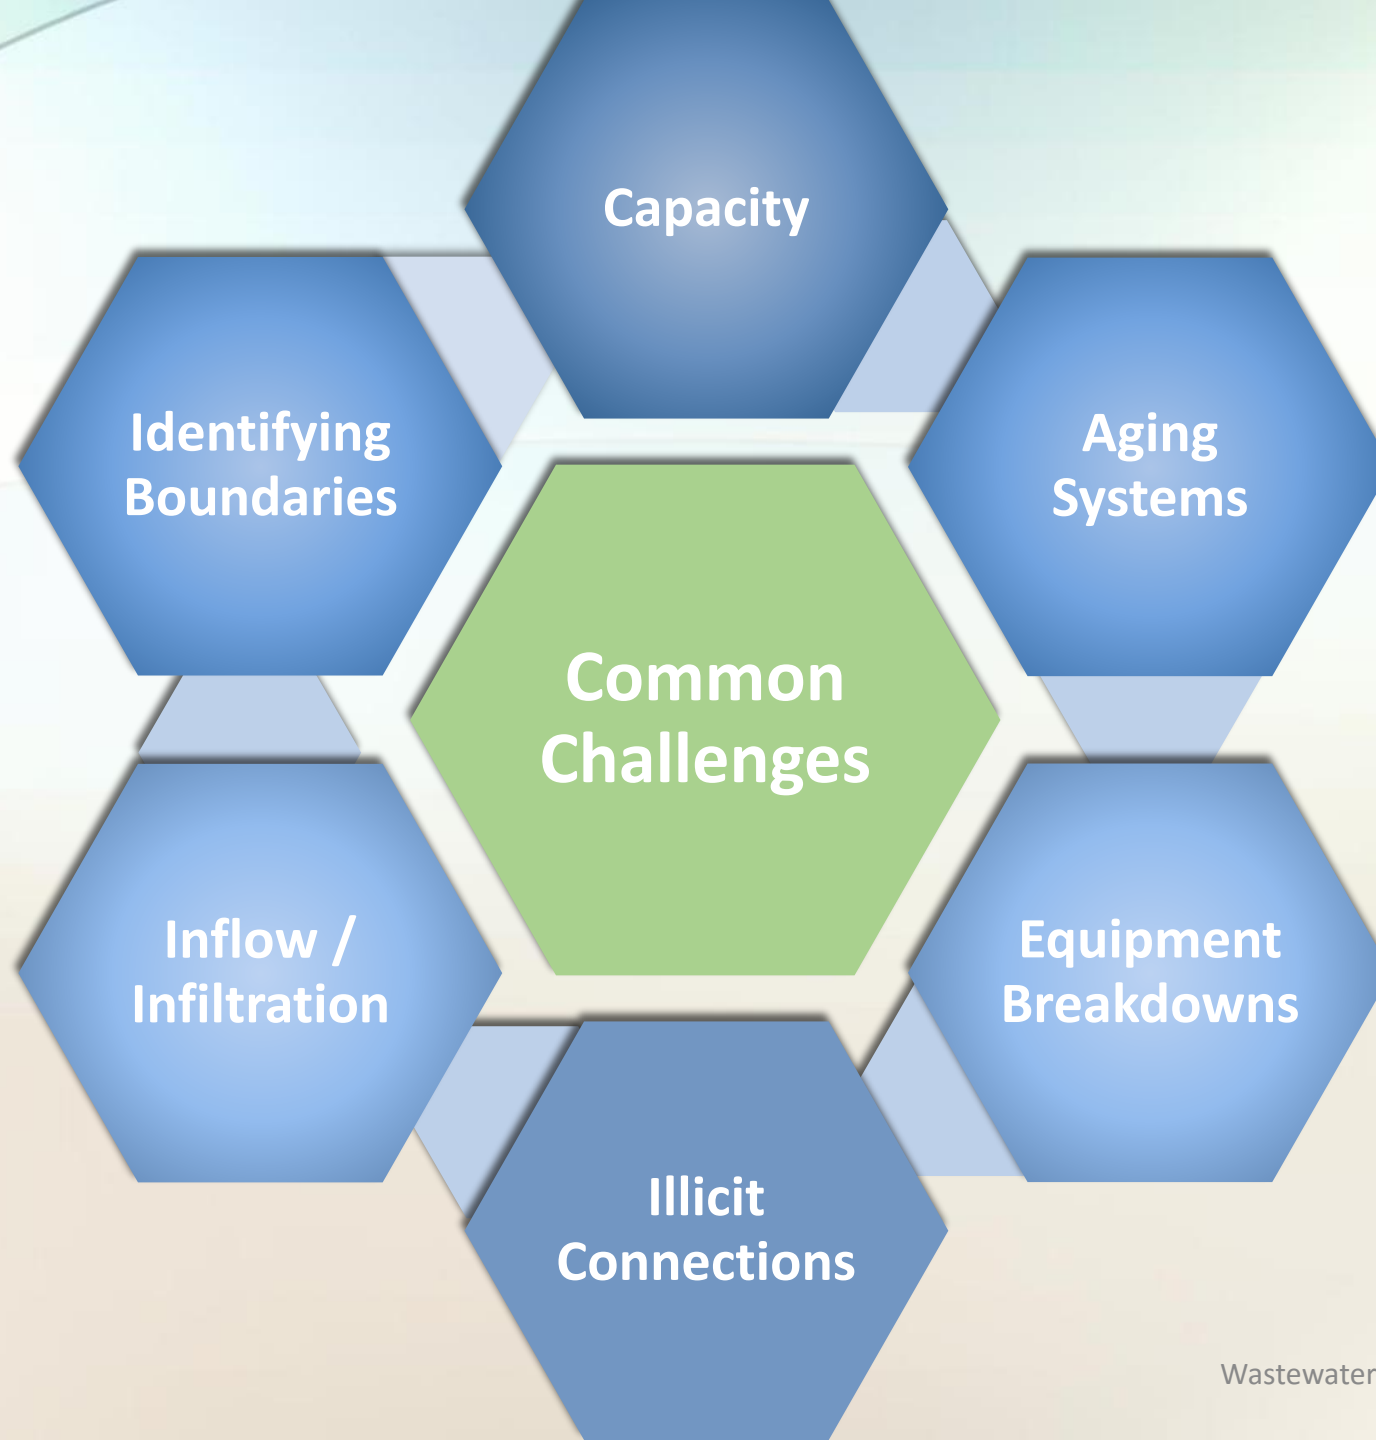 Capacity
Identifying
Boundaries
Aging
Systems
Common
Challenges
Inflow /
Infiltration
Equipment
Breakdowns
Illicit
Connections
Wastewater